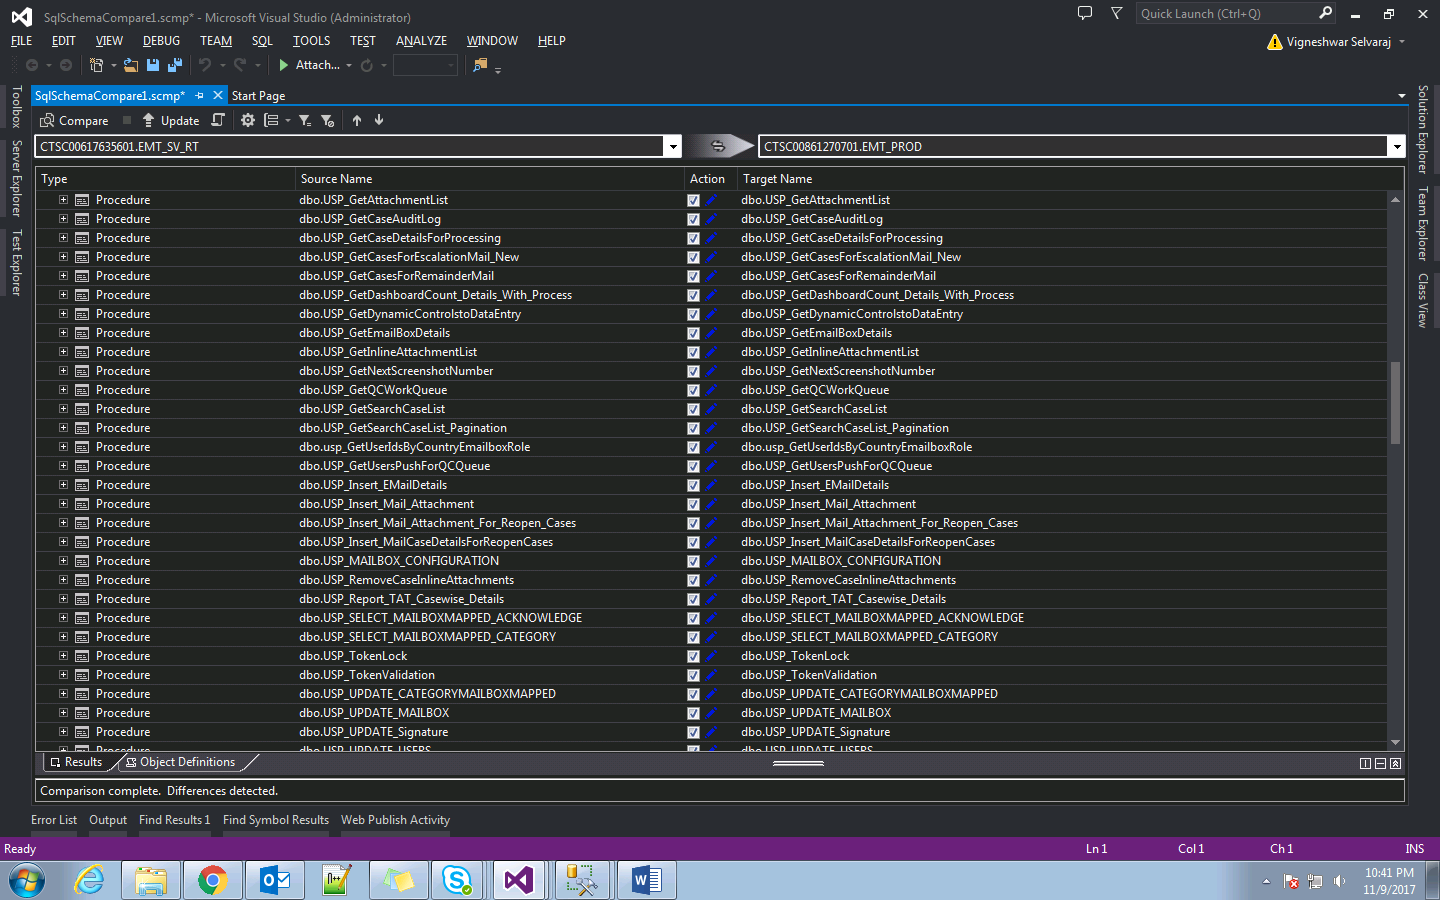 SqlSchemaCompare1.scmp* - Microsoft Visual Studio (Administrator)
Quick Launch (Ctrl+Q)
FILE EDIT VIEW DEBUG TEAM SQL TOOLS TEST ANALYZE WINDOW HELP
Vigneshwar Selvaraj
Attach...
Toolbox
Server Explorer
Test Explorer
SqlSchemaCompare1.scmp* Start Page
Compare Update
CTSC00617635601.EMT_SV_RT CTSC00861270701.EMT_PROD
Type Source Name Action Target Name
Procedure dbo.USP_GetAttachmentList dbo.USP_GetAttachmentList
Procedure dbo.USP_GetCaseAuditLog dbo.USP_GetCaseAuditLog
Procedure dbo.USP_GetCaseDetailsForProcessing dbo.USP_GetCaseDetailsForProcessing
Procedure dbo.USP_GetCasesForEscalationMail_New dbo.USP_GetCasesForEscalationMail_New
Procedure dbo.USP_GetCasesForRemainderMail dbo.USP_GetCasesForRemainderMail
Procedure dbo.USP_GetDashboardCount_Details_With_Process dbo.USP_GetDashboardCount_Details_With_Process
Procedure dbo.USP_GetDynamicControlstoDataEntry dbo.USP_GetDynamicControlstoDataEntry
Procedure dbo.USP_GetEmailBoxDetails dbo.USP_GetEmailBoxDetails
Procedure dbo.USP_GetInlineAttachmentList dbo.USP_GetInlineAttachmentList
Procedure dbo.USP_GetNextScreenshotNumber dbo.USP_GetNextScreenshotNumber
Procedure dbo.USP_GetQCWorkQueue dbo.USP_GetQCWorkQueue
Procedure dbo.USP_GetSearchCaseList dbo.USP_GetSearchCaseList
Procedure dbo.USP_GetSearchCaseList_Pagination dbo.USP_GetSearchCaseList_Pagination
Procedure dbo.usp_GetUserIdsByCountryEmailboxRole dbo.usp_GetUserIdsByCountryEmailboxRole
Procedure dbo.USP_GetUsersPushForQCQueue dbo.USP_GetUsersPushForQCQueue
Procedure dbo.USP_Insert_EMailDetails dbo.USP_Insert_EMailDetails
Procedure dbo.USP_Insert_Mail_Attachment dbo.USP_Insert_Mail_Attachment
Procedure dbo.USP_Insert_Mail_Attachment_For_Reopen_Cases dbo.USP_Insert_Mail_Attachment_For_Reopen_Cases
Procedure dbo.USP_Insert_MailCaseDetailsForReopenCases dbo.USP_Insert_MailCaseDetailsForReopenCases
Procedure dbo.USP_MAILBOX_CONFIGURATION dbo.USP_MAILBOX_CONFIGURATION
Procedure dbo.USP_RemoveCaseInlineAttachments dbo.USP_RemoveCaseInlineAttachments
Procedure dbo.USP_Report_TAT_Casewise_Details dbo.USP_Report_TAT_Casewise_Details
Procedure dbo.USP_SELECT_MAILBOXMAPPED_ACKNOWLEDGE dbo.USP_SELECT_MAILBOXMAPPED_ACKNOWLEDGE
Procedure dbo.USP_SELECT_MAILBOXMAPPED_CATEGORY dbo.USP_SELECT_MAILBOXMAPPED_CATEGORY
Procedure dbo.USP_TokenLock dbo.USP_TokenLock
Procedure dbo.USP_TokenValidation dbo.USP_TokenValidation
Procedure dbo.USP_UPDATE_CATEGORYMAILBOXMAPPED dbo.USP_UPDATE_CATEGORYMAILBOXMAPPED
Procedure dbo.USP_UPDATE_MAILBOX dbo.USP_UPDATE_MAILBOX
Procedure dbo.USP_UPDATE_Signature dbo.USP_UPDATE_Signature
Procedure dbo.USP_UPDATE_USERS dbo.USP_UPDATE_USERS
Solution Explorer
Team Explorer
Class View
Results Object Definitions
Comparison complete. Differences detected.
Error List Output Find Results 1 Find Symbol Results Web Publish Activity
Ready Ln 1 Col 1 Ch 1 INS
10:41 PM
11/9/2017